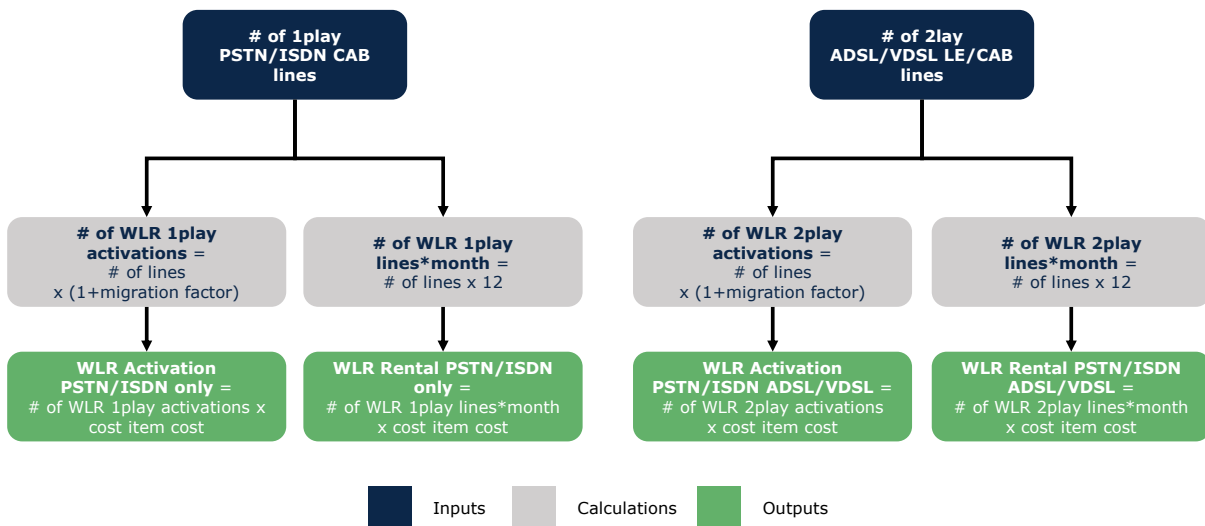 # of 1play
PSTN/ISDN CAB
lines
# of 2lay
ADSL/VDSL LE/CAB
lines
# of WLR 1play
activations =
# of lines
x (1+migration factor)
# of WLR 1play
lines*month =
# of lines x 12
# of WLR 2play
activations =
# of lines
x (1+migration factor)
# of WLR 2play
lines*month =
# of lines x 12
WLR Activation
PSTN/ISDN only =
# of WLR 1play activations x
cost item cost
WLR Rental PSTN/ISDN
only =
# of WLR 1play lines*month
x cost item cost
WLR Activation
PSTN/ISDN ADSL/VDSL =
# of WLR 2play activations
x cost item cost
WLR Rental PSTN/ISDN
ADSL/VDSL =
# of WLR 2play lines*month
x cost item cost
Inputs
Calculations
Outputs